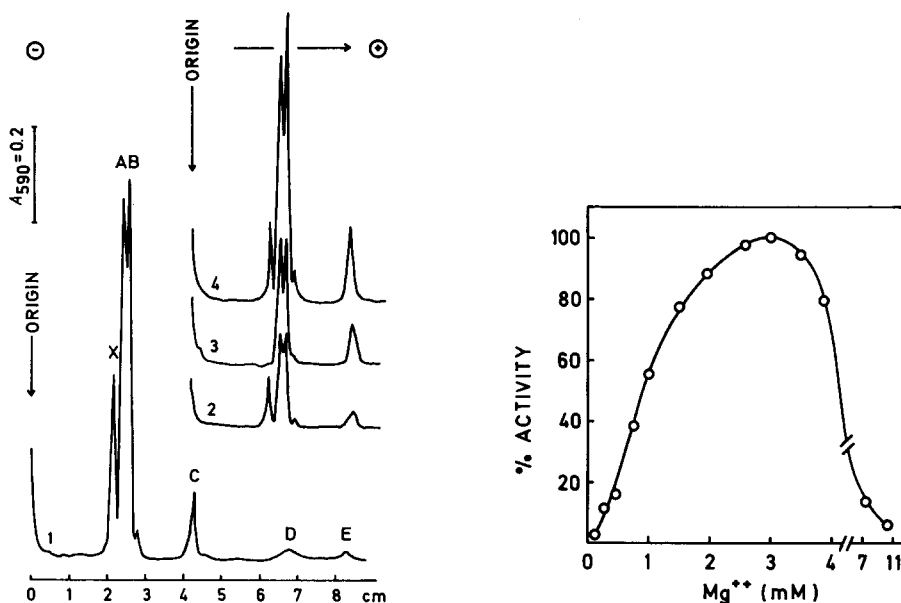 ⊖
ORIGIN
⊕
A590=0.2
AB
ORIGIN
X
4
3
2
1
C
D
E
0 1 2 3 4 5 6 7 8 cm
% ACTIVITY
100
80
60
40
20
0 1 2 3 4 7 11
Mg++ (mM)